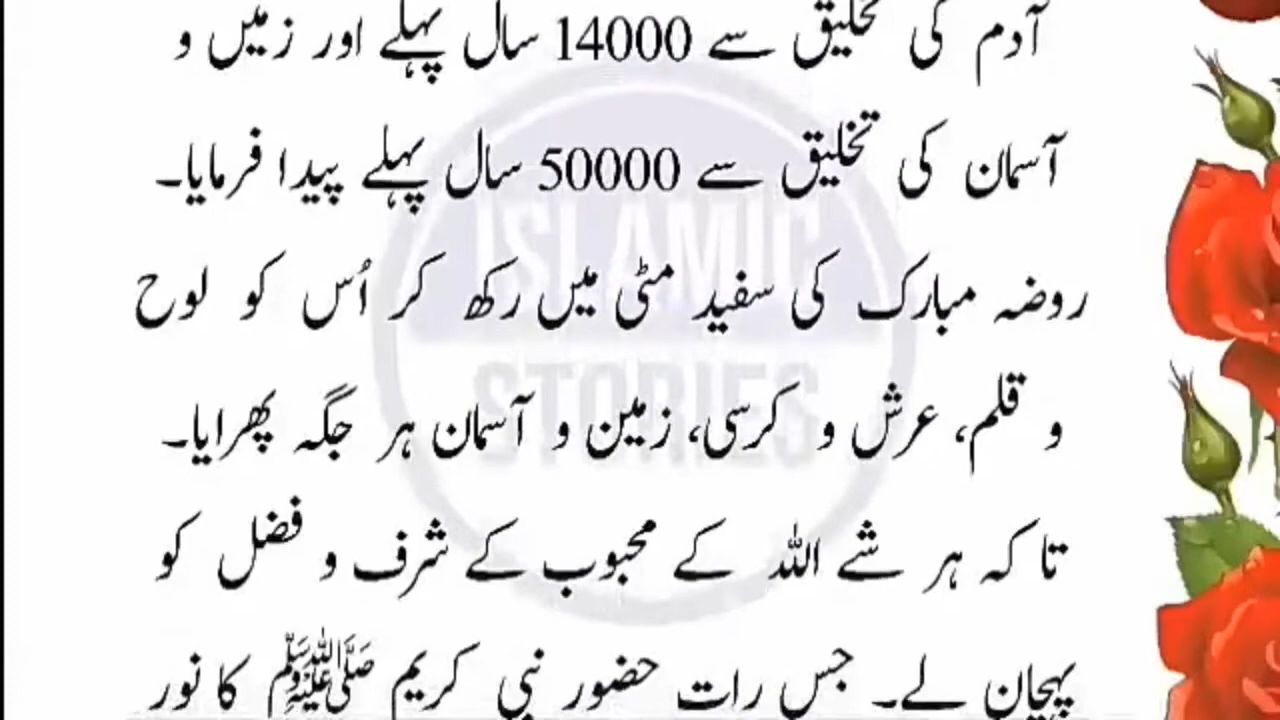 آدم کی تخلیق سے 14000 سال پہلے اور زمیں و
آسمان کی تخلیق سے 50000 سال پہلے پیدا فرمایا۔
روضہ مبارک کی سفید مٹی میں رکھ کر اُس کو لوح
و قلم، عرش و کرسی، زمین و آسمان ہر جگہ پھرایا۔
تا کہ ہر شے اللہ کے محبوب کے شرف و فضل کو
پہچان لے۔ جس رات حضور نبی کریم ﷺ کا نور
ISLAMIC
STORIES